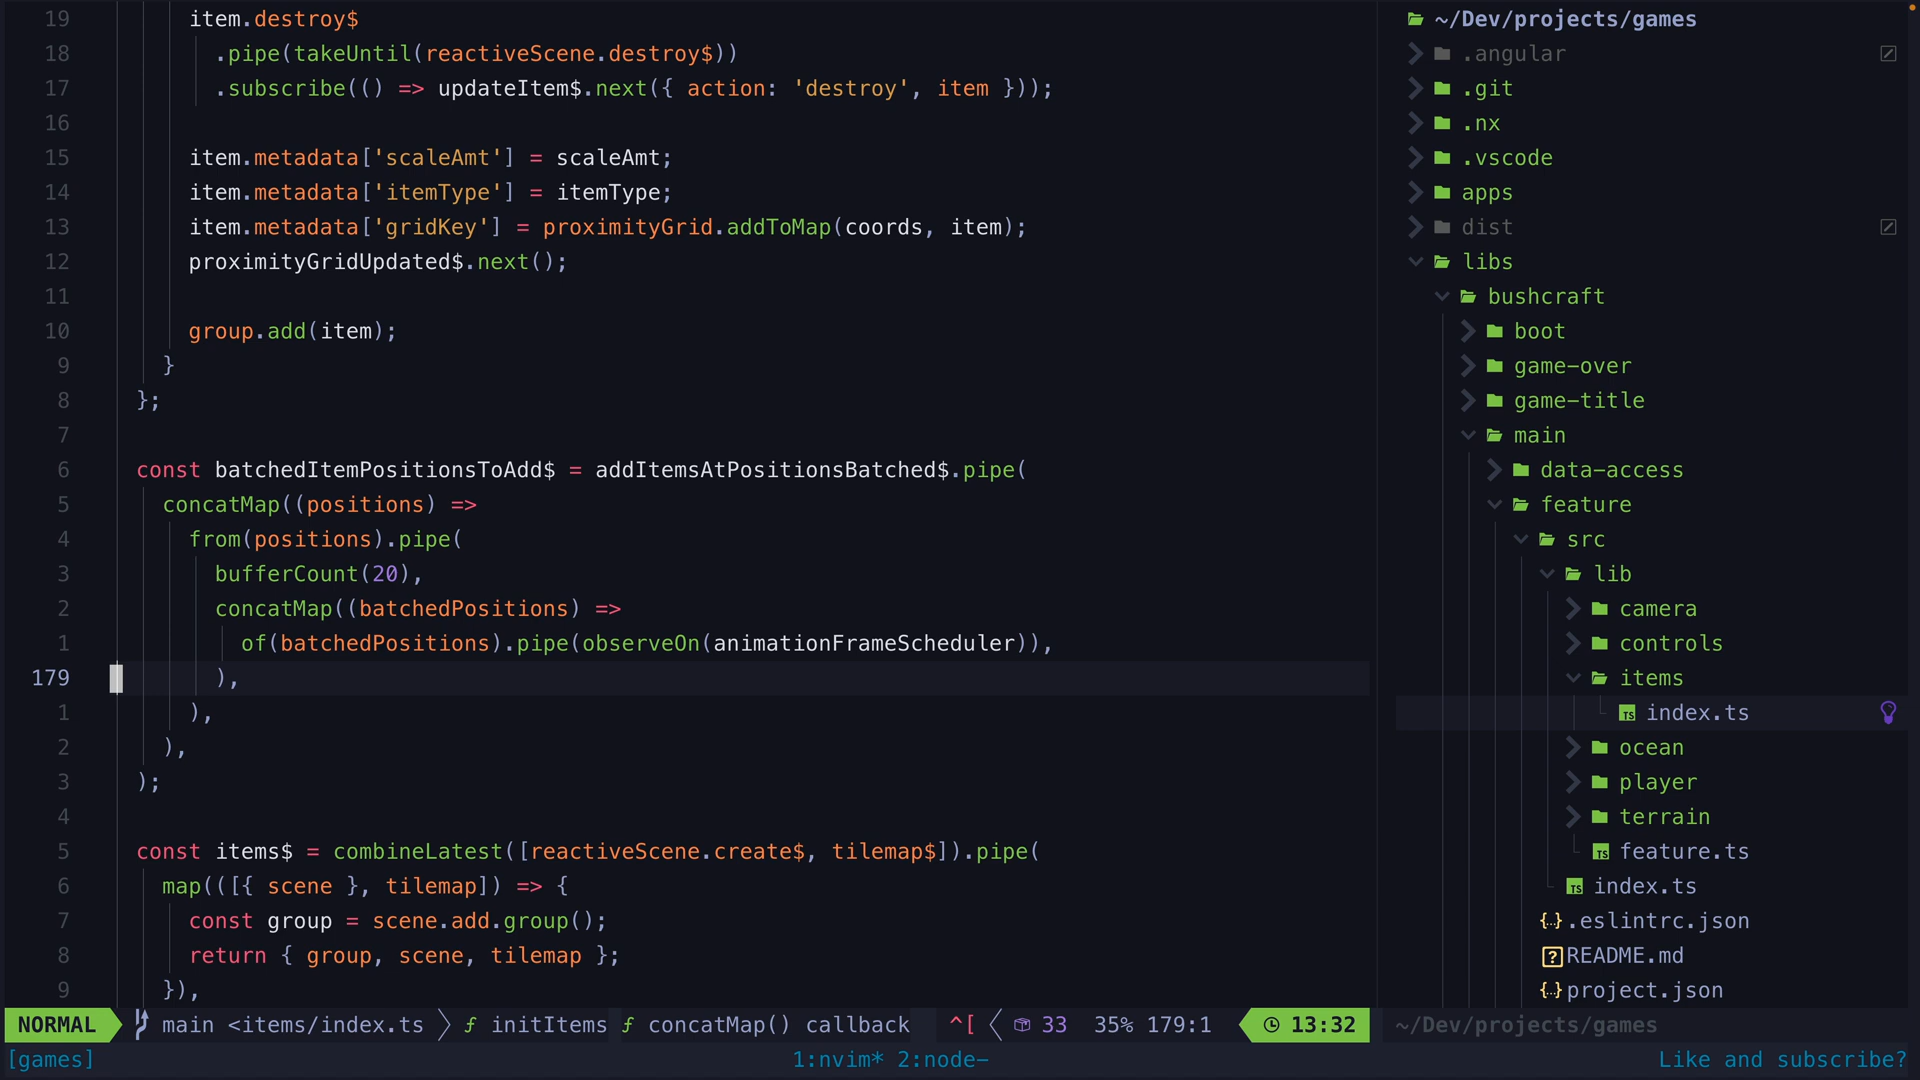 19 item.destroy$
18 .pipe(takeUntil(reactiveScene.destroy$))
17 .subscribe(() => updateItem$.next({ action: 'destroy', item }));
16
15 item.metadata['scaleAmt'] = scaleAmt;
14 item.metadata['itemType'] = itemType;
13 item.metadata['gridKey'] = proximityGrid.addToMap(coords, item);
12 proximityGridUpdated$.next();
11
10 group.add(item);
9 }
8 };
7
6 const batchedItemPositionsToAdd$ = addItemsAtPositionsBatched$.pipe(
5 concatMap((positions) =>
4 from(positions).pipe(
3 bufferCount(20),
2 concatMap((batchedPositions) =>
1 of(batchedPositions).pipe(observeOn(animationFrameScheduler)),
179 ),
1 ),
2 ),
3 );
4
5 const items$ = combineLatest([reactiveScene.create$, tilemap$]).pipe(
6 map(([{ scene }, tilemap]) => {
7 const group = scene.add.group();
8 return { group, scene, tilemap };
9 }),
~/Dev/projects/games
.angular
.git
.nx
.vscode
apps
dist
libs
bushcraft
boot
game-over
game-title
main
data-access
feature
src
lib
camera
controls
items
TS index.ts
ocean
player
terrain
TS feature.ts
TS index.ts
{..} .eslintrc.json
? README.md
{..} project.json
NORMAL main <items/index.ts > ƒ initItems ƒ concatMap() callback ^[ < 33 35% 179:1 13:32
~/Dev/projects/games
[games] 1:nvim* 2:node- Like and subscribe?